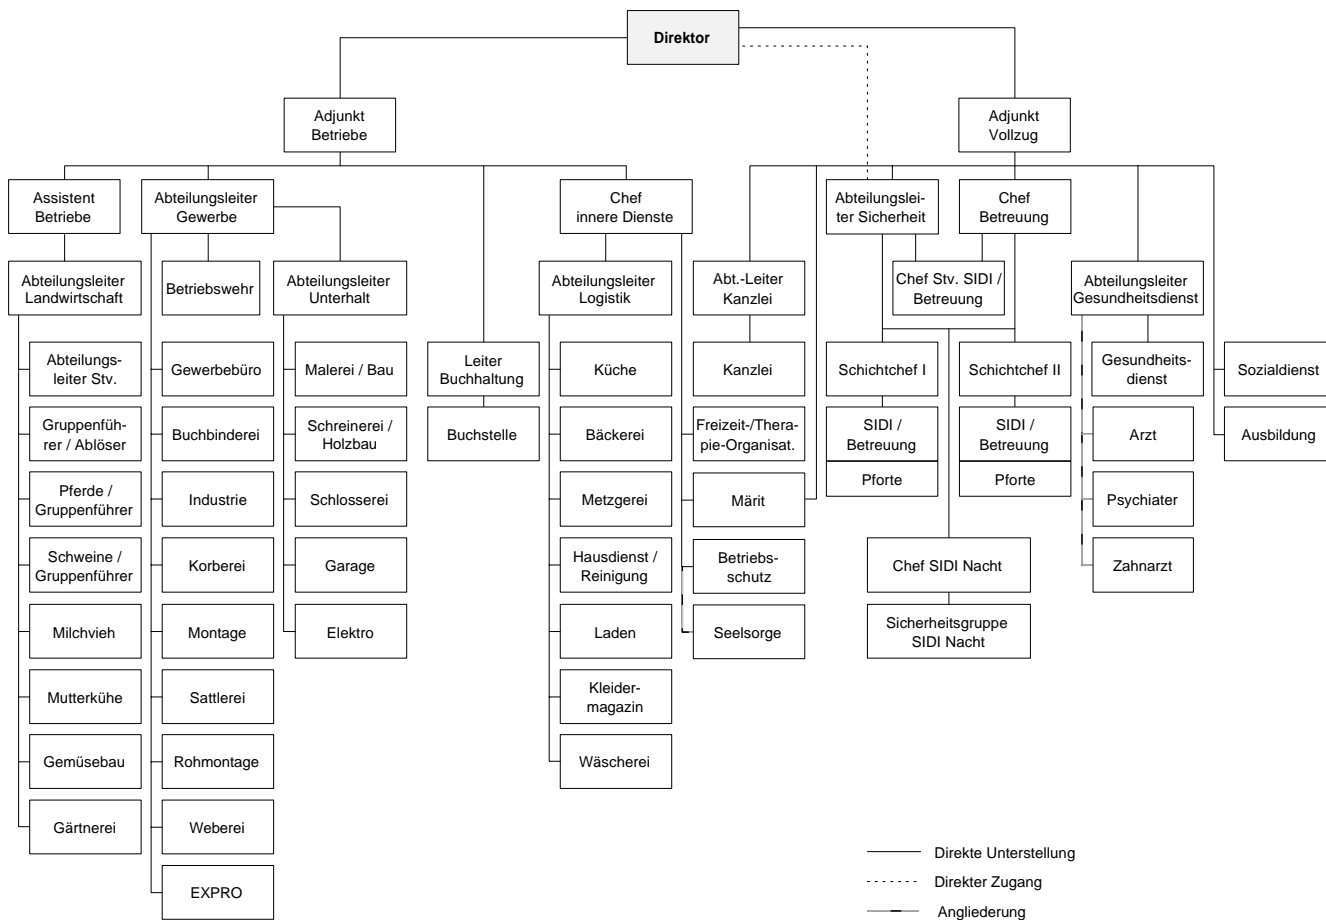 Direktor
Adjunkt
Betriebe
Adjunkt
Vollzug
Assistent
Betriebe
Abteilungsleiter
Gewerbe
Chef
innere Dienste
Abteilungslei-
ter Sicherheit
Chef
Betreuung
Abteilungsleiter
Landwirtschaft
Betriebswehr
Abteilungsleiter
Unterhalt
Abteilungsleiter
Logistik
Abt.-Leiter
Kanzlei
Chef Stv. SIDI /
Betreuung
Abteilungsleiter
Gesundheitsdienst
Abteilungs-
leiter Stv.
Gewerbebüro
Malerei / Bau
Leiter
Buchhaltung
Küche
Kanzlei
Schichtchef I
Schichtchef II
Gesundheits-
dienst
Sozialdienst
Gruppenfüh-
rer / Ablöser
Buchbinderei
Schreinerei /
Holzbau
Buchstelle
Bäckerei
Freizeit-/Thera-
pie-Organisat.
SIDI /
Betreuung
SIDI /
Betreuung
Arzt
Ausbildung
Pforte
Pforte
Pferde /
Gruppenführer
Industrie
Schlosserei
Metzgerei
Märit
Psychiater
Schweine /
Gruppenführer
Korberei
Garage
Hausdienst /
Reinigung
Betriebs-
schutz
Chef SIDI Nacht
Zahnarzt
Milchvieh
Montage
Elektro
Laden
Seelsorge
Sicherheitsgruppe
SIDI Nacht
Mutterkühe
Sattlerei
Kleider-
magazin
Gemüsebau
Rohmontage
Wäscherei
Gärtnerei
Weberei
EXPRO
Direkte Unterstellung
Direkter Zugang
Angliederung